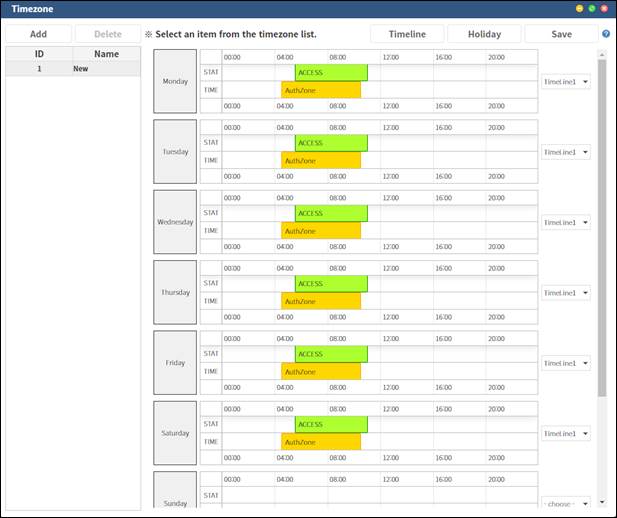 Timezone
Add Delete ※ Select an item from the timezone list. Timeline Holiday Save ?
ID Name
1 New
Monday
00:00 04:00 08:00 12:00 16:00 20:00
STAT ACCESS
TIME AuthZone
00:00 04:00 08:00 12:00 16:00 20:00
TimeLine1
Tuesday
00:00 04:00 08:00 12:00 16:00 20:00
STAT ACCESS
TIME AuthZone
00:00 04:00 08:00 12:00 16:00 20:00
TimeLine1
Wednesday
00:00 04:00 08:00 12:00 16:00 20:00
STAT ACCESS
TIME AuthZone
00:00 04:00 08:00 12:00 16:00 20:00
TimeLine1
Thursday
00:00 04:00 08:00 12:00 16:00 20:00
STAT ACCESS
TIME AuthZone
00:00 04:00 08:00 12:00 16:00 20:00
TimeLine1
Friday
00:00 04:00 08:00 12:00 16:00 20:00
STAT ACCESS
TIME AuthZone
00:00 04:00 08:00 12:00 16:00 20:00
TimeLine1
Saturday
00:00 04:00 08:00 12:00 16:00 20:00
STAT ACCESS
TIME AuthZone
00:00 04:00 08:00 12:00 16:00 20:00
TimeLine1
Sunday
00:00 04:00 08:00 12:00 16:00 20:00
STAT
- choose -